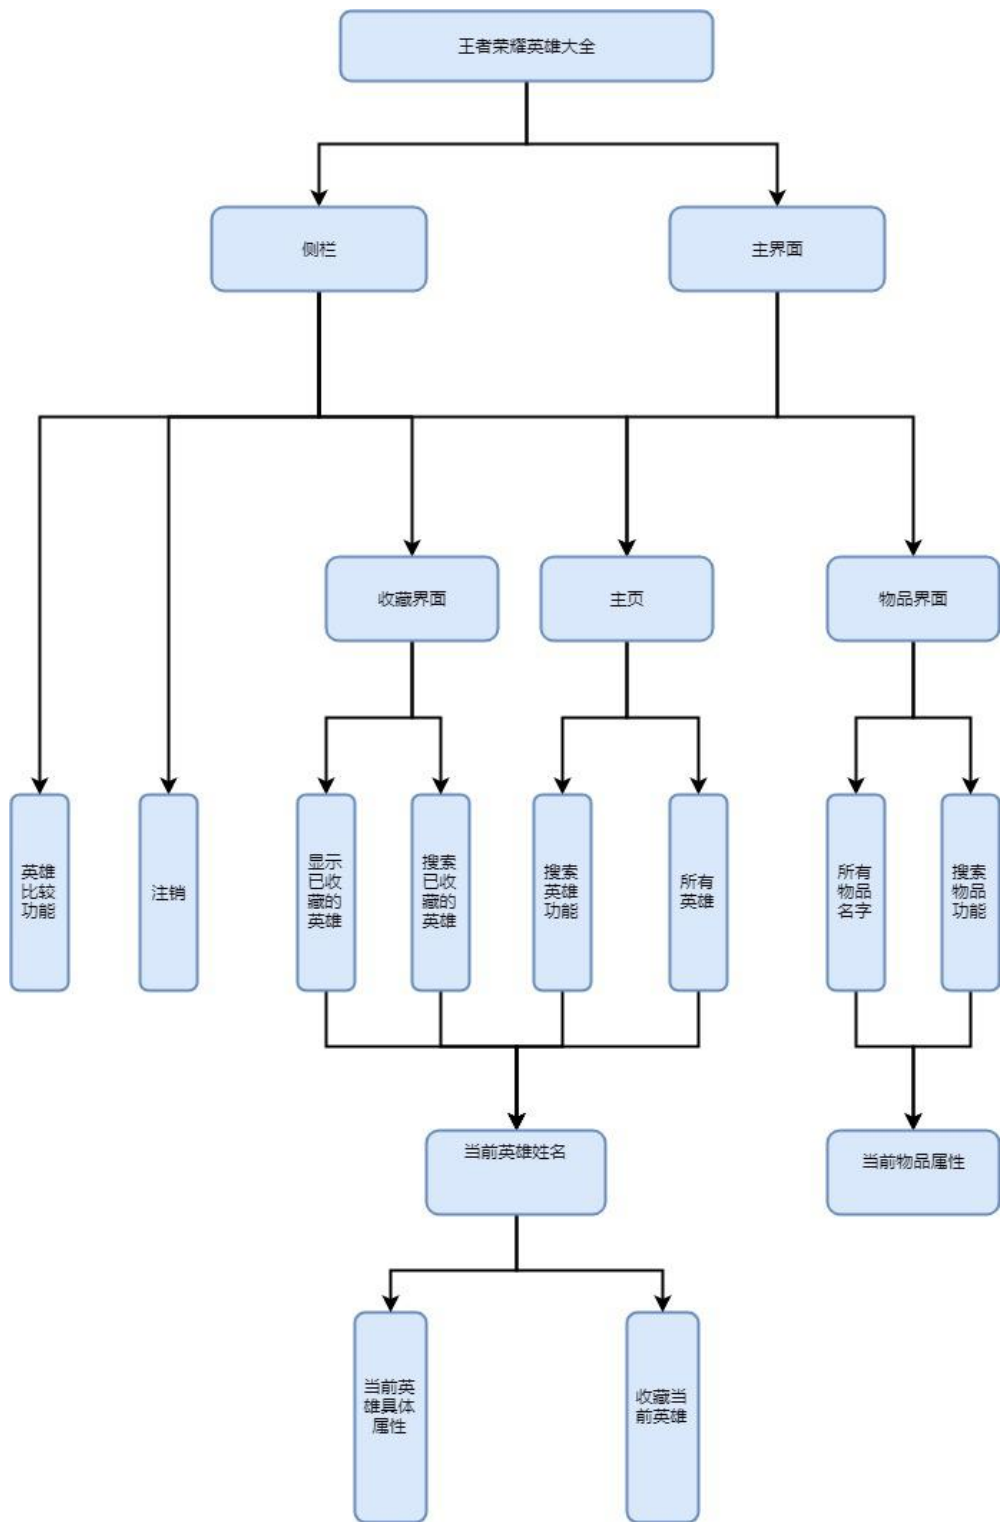 王者荣耀英雄大全
侧栏
主界面
收藏界面
主页
物品界面
英雄
比较
功能
注销
显示
已收
藏的
英雄
搜索
已收
藏的
英雄
搜索
英雄
功能
所有
英雄
所有
物品
名字
搜索
物品
功能
当前英雄姓名
当前物品属性
当前英
雄具体
属性
收藏当
前英雄